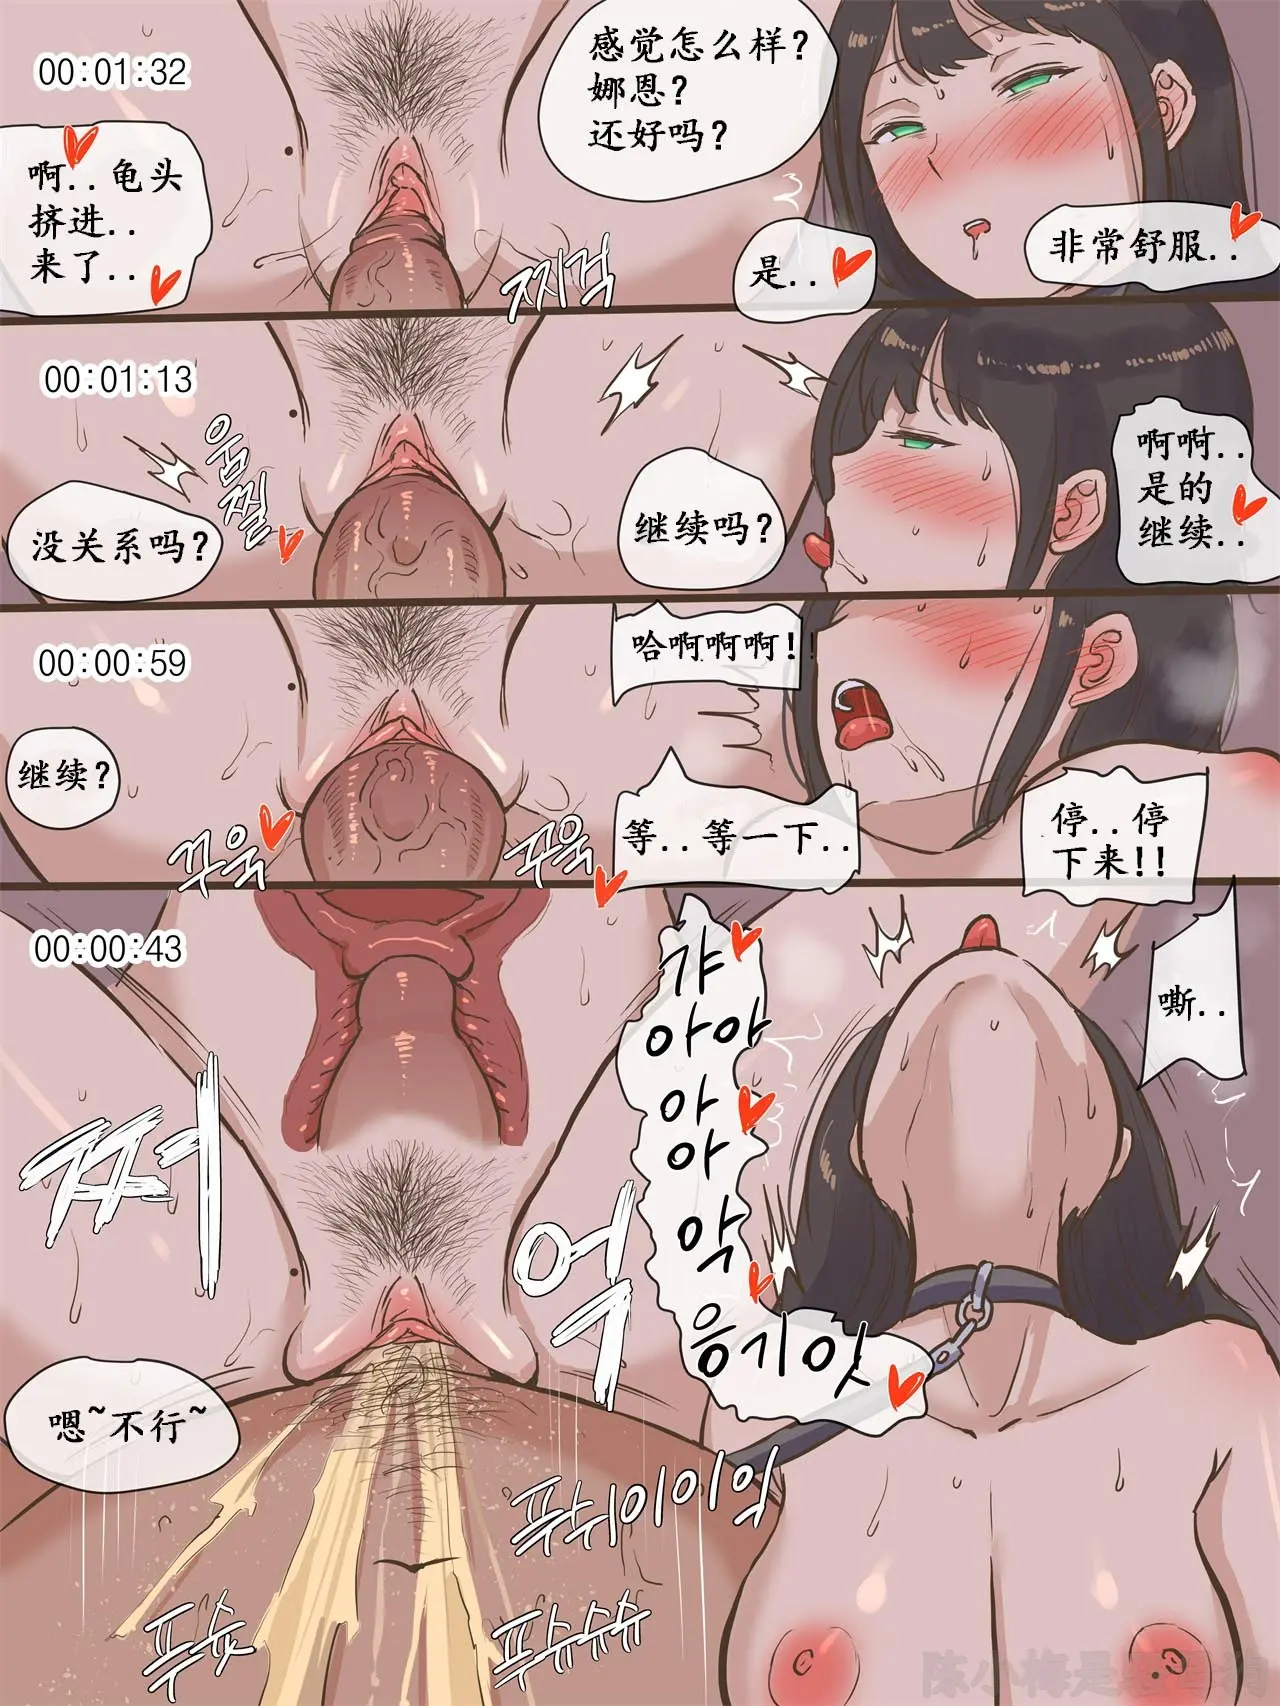 00:01:32
感觉怎么样?
娜恩?
还好吗?
啊..龟头
挤进..
来了..
是..
非常舒服..
찌걱
00:01:13
움찔
没关系吗?
继续吗?
啊啊..
是的
继续..
00:00:59
哈啊啊啊!!
继续?
等..等一下..
停..停
下来!!
꾸욱
꾸욱
00:00:43
嘶..
갸
아아
아
아
악
응기잇
쩌
억
嗯~不行~
푸쉬이이익
푸슛
푸슈슈슈